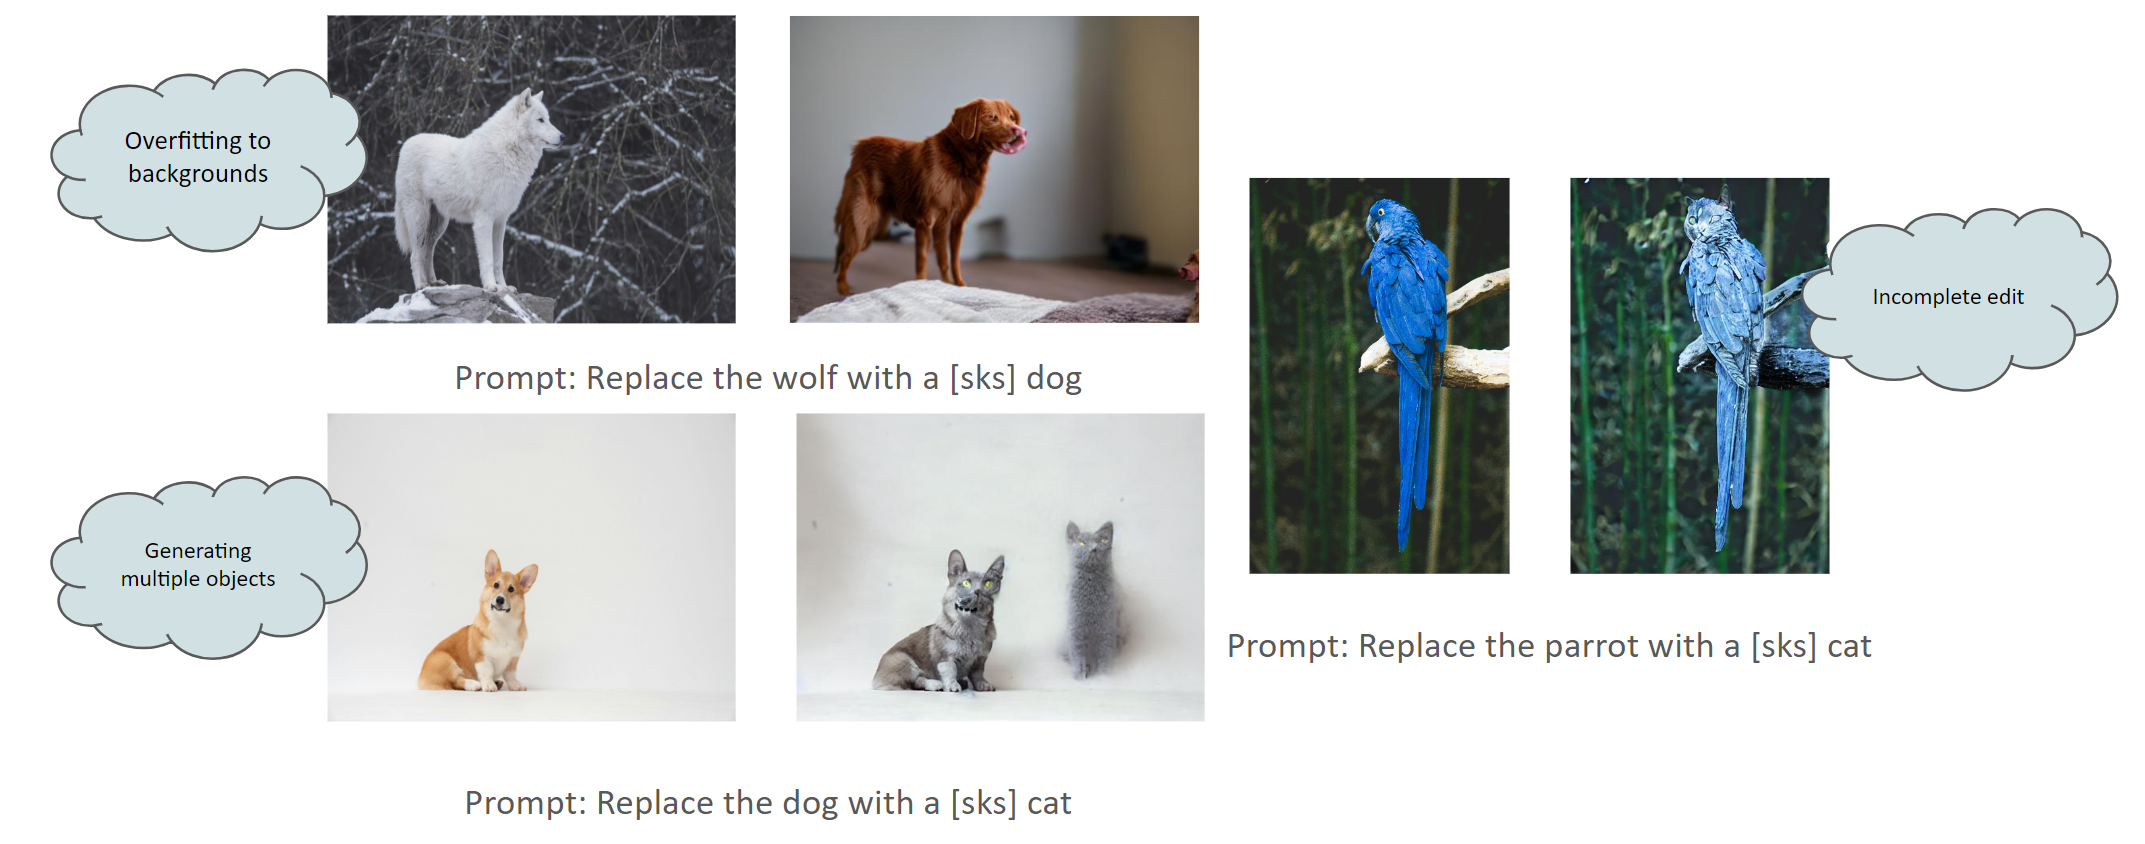 Overfitting to
backgrounds
Prompt: Replace the wolf with a [sks] dog
Generating
multiple objects
Prompt: Replace the dog with a [sks] cat
Incomplete edit
Prompt: Replace the parrot with a [sks] cat